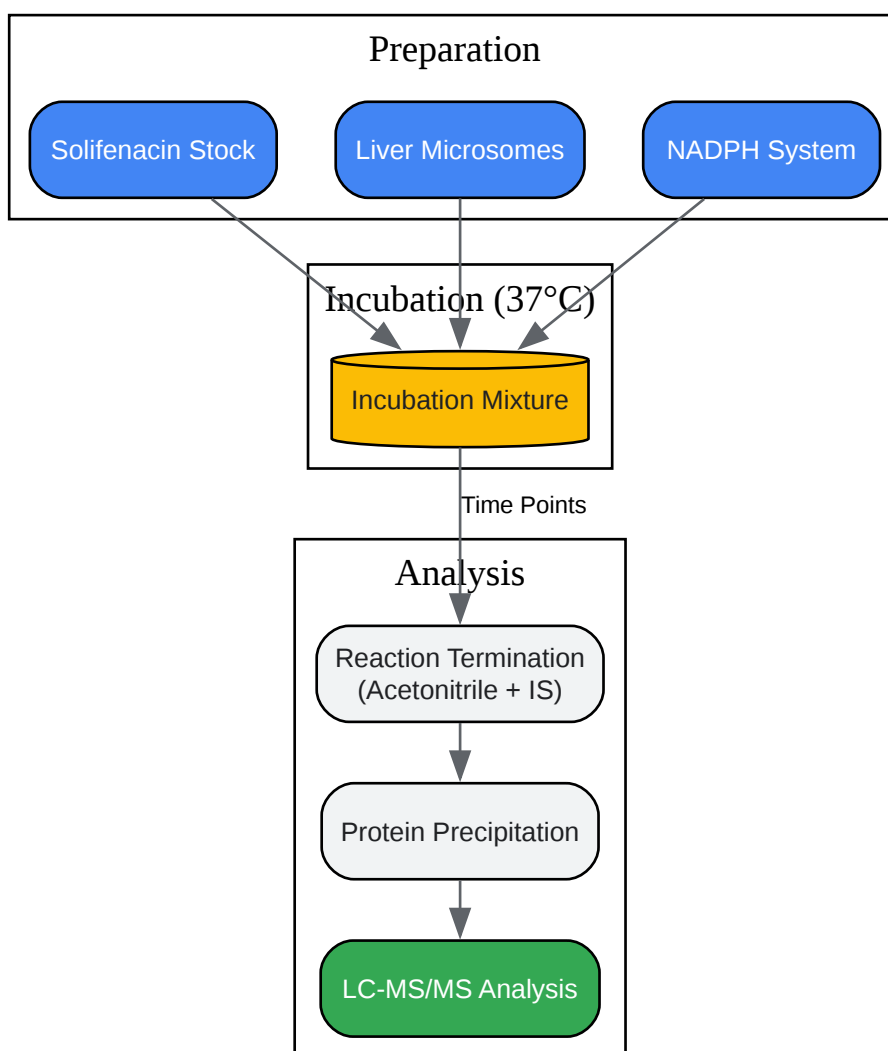 Preparation
Solifenacin Stock
Liver Microsomes
NADPH System
Incubation (37°C)
Incubation Mixture
Time Points
Analysis
Reaction Termination
(Acetonitrile + IS)
Protein Precipitation
LC-MS/MS Analysis